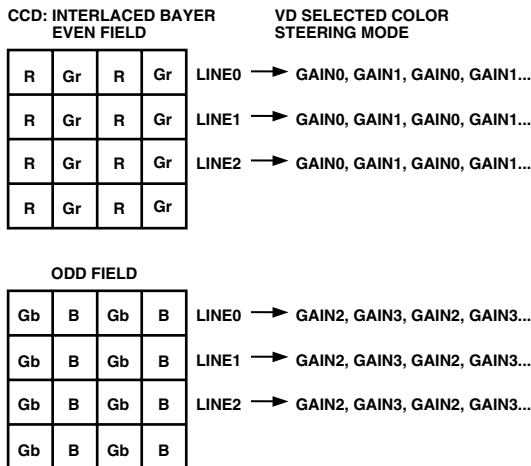 CCD: INTERLACED BAYER
EVEN FIELD
VD SELECTED COLOR
STEERING MODE
R Gr R Gr LINE0 GAIN0, GAIN1, GAIN0, GAIN1...
R Gr R Gr LINE1 GAIN0, GAIN1, GAIN0, GAIN1...
R Gr R Gr LINE2 GAIN0, GAIN1, GAIN0, GAIN1...
R Gr R Gr
ODD FIELD
Gb B Gb B LINE0 GAIN2, GAIN3, GAIN2, GAIN3...
Gb B Gb B LINE1 GAIN2, GAIN3, GAIN2, GAIN3...
Gb B Gb B LINE2 GAIN2, GAIN3, GAIN2, GAIN3...
Gb B Gb B